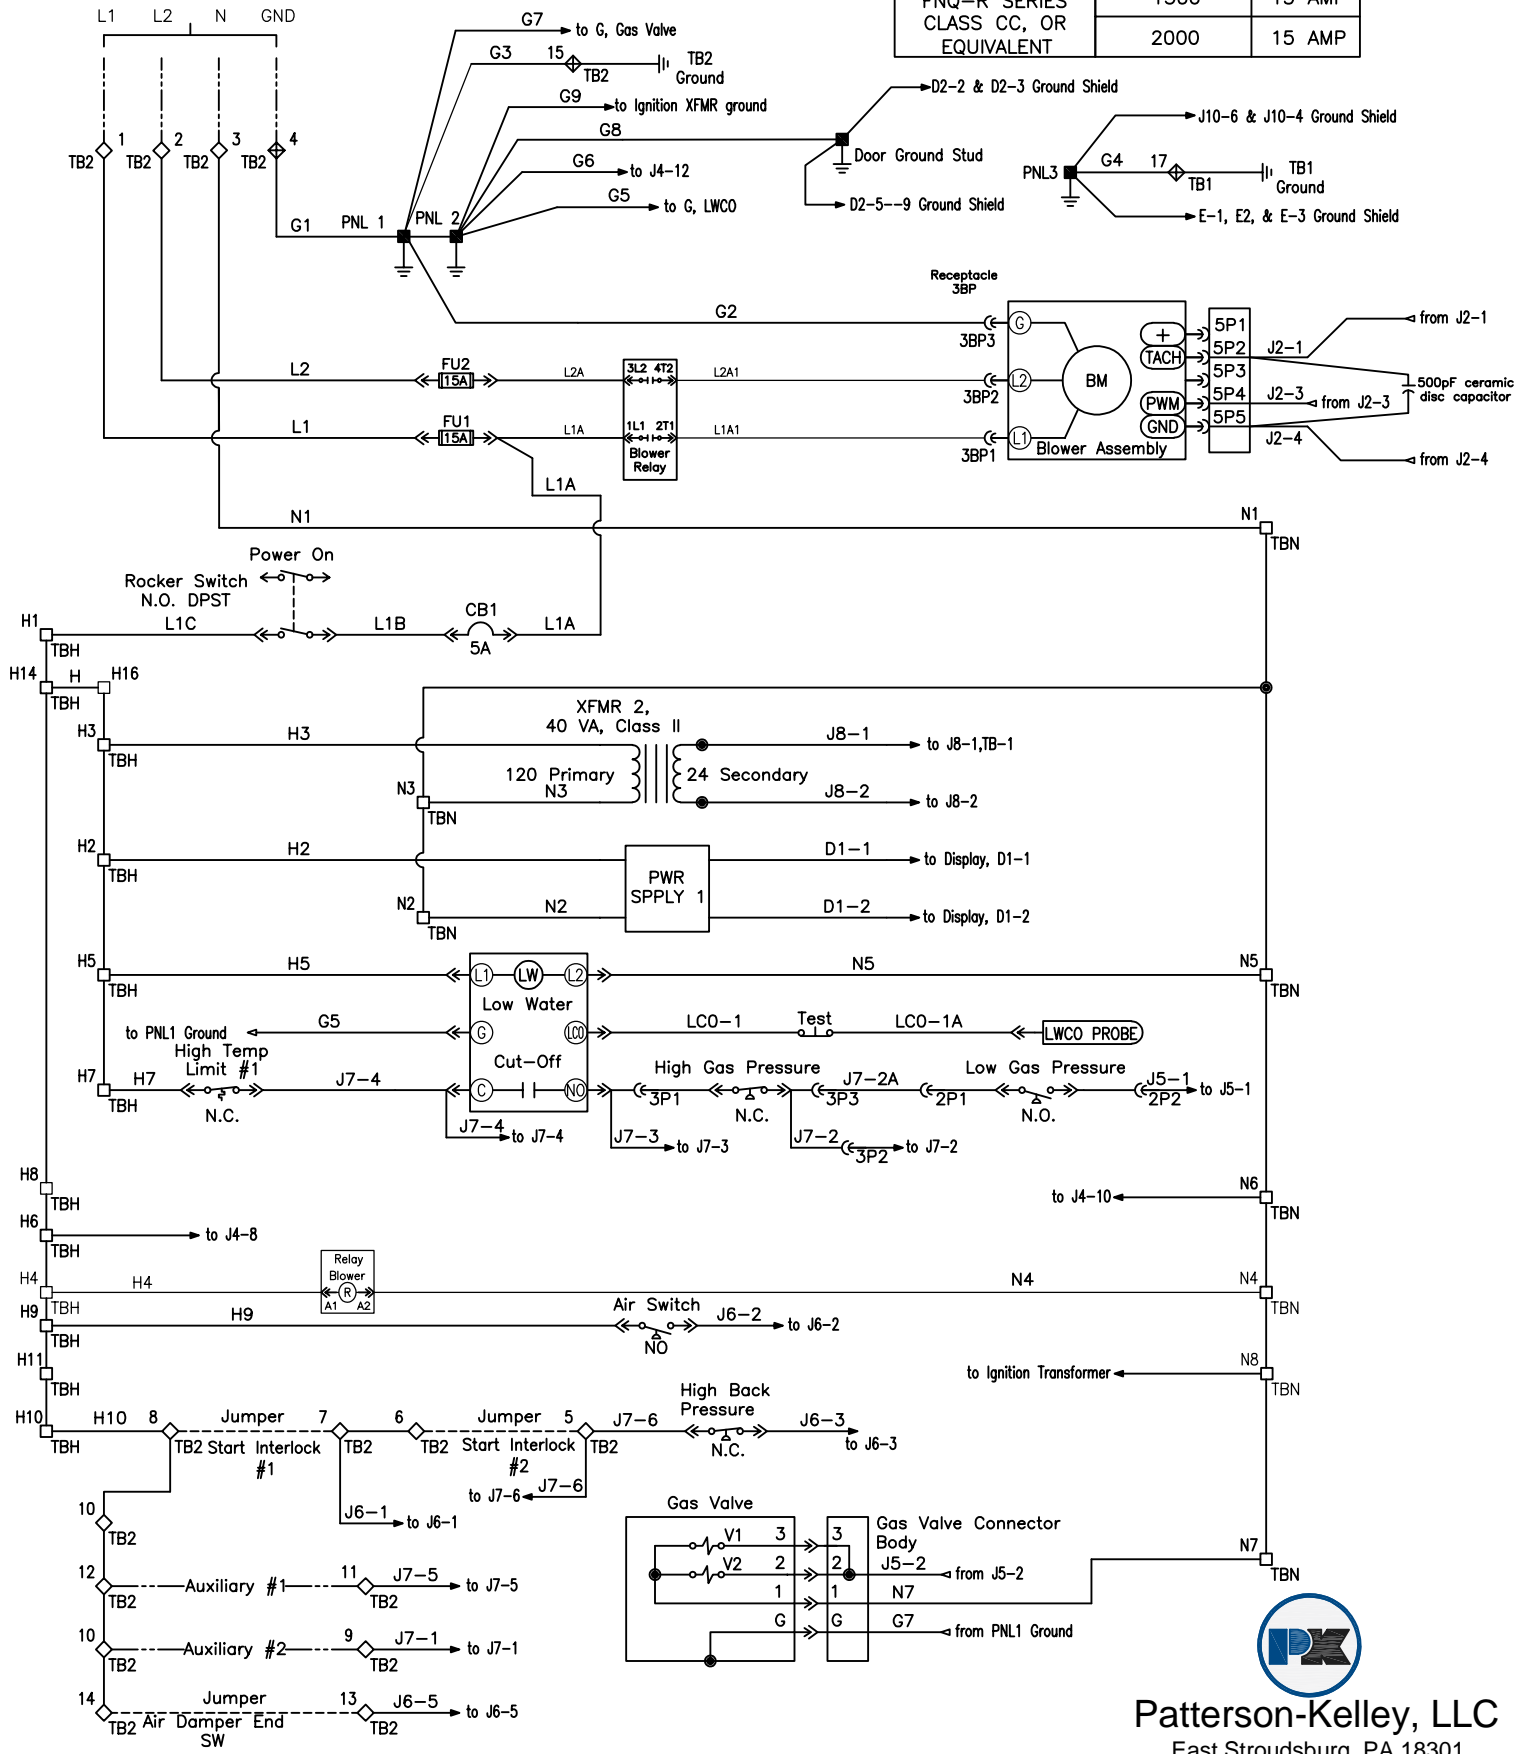 L1 L2 N GND
G7 to G, Gas Valve
G3 15 TB2 TB2 Ground
G9 to Ignition XFMR ground
G8
G6 to J4-12
G5 to G, LWCO
FNQ-R SERIES CLASS CC, OR EQUIVALENT
1500 15 AMP
2000 15 AMP
D2-2 & D2-3 Ground Shield
Door Ground Stud
D2-5--9 Ground Shield
J10-6 & J10-4 Ground Shield
PNL3 G4 17 TB1 TB1 Ground
E-1, E2, & E-3 Ground Shield
1 TB2 2 TB2 3 TB2 4 TB2
G1 PNL 1 PNL 2
Receptacle
3BP
G2 3BP3 G
L2 FU2 15A L2A 3L2 4T2 L2A1 3BP2 L2 BM
L1 FU1 15A L1A 1L1 2T1 L1A1 3BP1 L1
Blower Relay
Blower Assembly
+ 5P1
TACH 5P2 J2-1 from J2-1
5P3
PWM 5P4 J2-3 from J2-3
GND 5P5 J2-4 from J2-4
500pF ceramic
disc capacitor
L1A
N1 N1 TBN
Power On
Rocker Switch
N.O. DPST
H1 TBH L1C L1B CB1 5A L1A
H14 TBH H H16
XFMR 2,
40 VA, Class II
H3 TBH H3 J8-1 to J8-1,TB-1
120 Primary 24 Secondary
N3 TBN N3 J8-2 to J8-2
H2 TBH H2 D1-1 to Display, D1-1
PWR
SPPLY 1
N2 TBN N2 D1-2 to Display, D1-2
H5 TBH H5 L1 LW L2 N5 N5 TBN
Low Water
to PNL1 Ground G5 G LCO LCO-1 Test LCO-1A LWCO PROBE
Cut-Off
High Temp
Limit #1
H7 TBH H7 N.C. J7-4 C NO 3P1
High Gas Pressure
N.C. 3P3 J7-2A 2P1
Low Gas Pressure
N.O. J5-1 2P2 to J5-1
J7-4 to J7-4
J7-3 to J7-3
J7-2 3P2 to J7-2
H8 TBH
to J4-10 N6 TBN
H6 TBH to J4-8
Relay
Blower
H4 TBH H4 A1 R A2 N4 N4 TBN
H9 TBH H9 Air Switch NO J6-2 to J6-2
H11 TBH
to Ignition Transformer N8 TBN
H10 TBH H10 8 TB2 Jumper 7 TB2 6 TB2 Jumper 5 TB2 J7-6
Start Interlock
#1
Start Interlock
#2
High Back
Pressure
N.C. J6-3 to J6-3
to J7-6 J7-6
J6-1 to J6-1
10 TB2
12 TB2 Auxiliary #1 11 TB2 J7-5 to J7-5
10 TB2 Auxiliary #2 9 TB2 J7-1 to J7-1
14 TB2 Jumper 13 TB2 J6-5 to J6-5
Air Damper End
SW
Gas Valve
Gas Valve Connector
Body
V1 3 3
V2 2 2 J5-2 from J5-2
1 1 N7
G G G7 from PNL1 Ground
N7 TBN
PK
Patterson-Kelley, LLC
East Stroudsburg, PA 18301